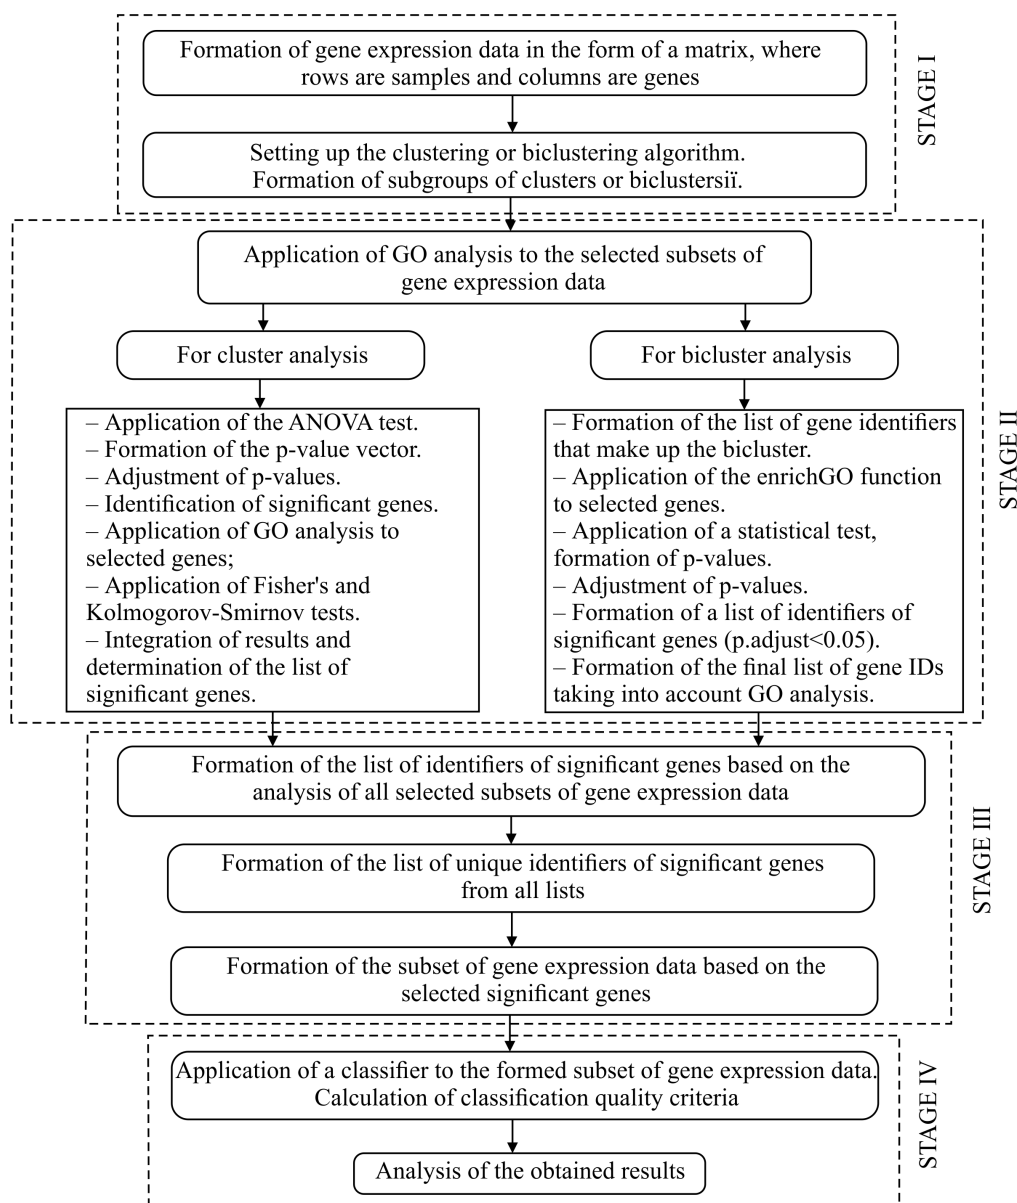 Formation of gene expression data in the form of a matrix, where
rows are samples and columns are genes
STAGE I
Setting up the clustering or biclustering algorithm.
Formation of subgroups of clusters or biclustersiї.
Application of GO analysis to the selected subsets of
gene expression data
For cluster analysis
For bicluster analysis
STAGE II
– Application of the ANOVA test.
– Formation of the p-value vector.
– Adjustment of p-values.
– Identification of significant genes.
– Application of GO analysis to
selected genes;
– Application of Fisher's and
Kolmogorov-Smirnov tests.
– Integration of results and
determination of the list of
significant genes.
– Formation of the list of gene identifiers
that make up the bicluster.
– Application of the enrichGO function
to selected genes.
– Application of a statistical test,
formation of p-values.
– Adjustment of p-values.
– Formation of a list of identifiers of
significant genes (p.adjust<0.05).
– Formation of the final list of gene IDs
taking into account GO analysis.
Formation of the list of identifiers of significant genes based on the
analysis of all selected subsets of gene expression data
STAGE III
Formation of the list of unique identifiers of significant genes
from all lists
Formation of the subset of gene expression data based on the
selected significant genes
Application of a classifier to the formed subset of gene expression data.
Calculation of classification quality criteria
STAGE IV
Analysis of the obtained results